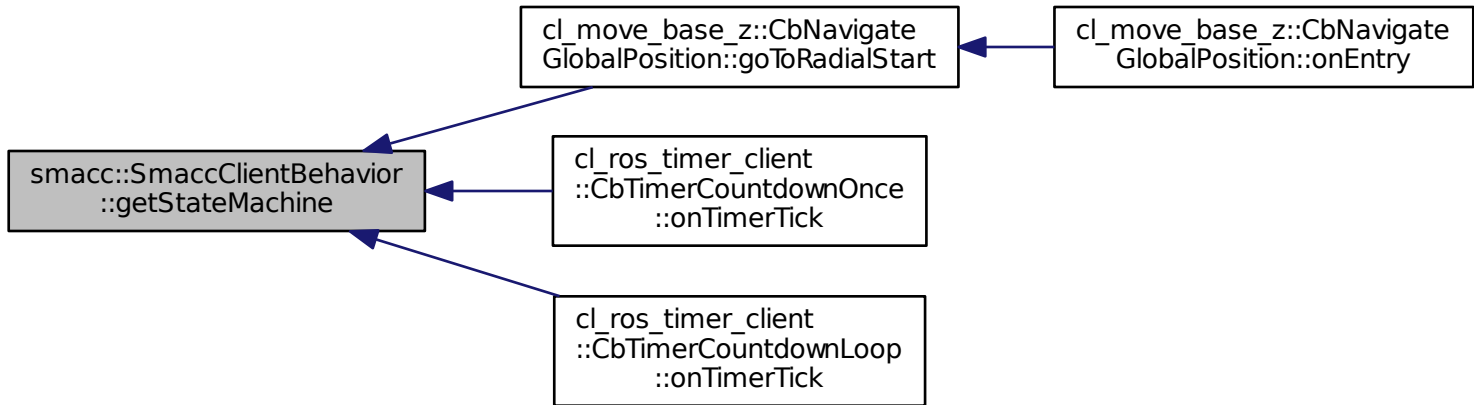 smacc::SmaccClientBehavior
::getStateMachine
cl_move_base_z::CbNavigate
GlobalPosition::goToRadialStart
cl_move_base_z::CbNavigate
GlobalPosition::onEntry
cl_ros_timer_client
::CbTimerCountdownOnce
::onTimerTick
cl_ros_timer_client
::CbTimerCountdownLoop
::onTimerTick